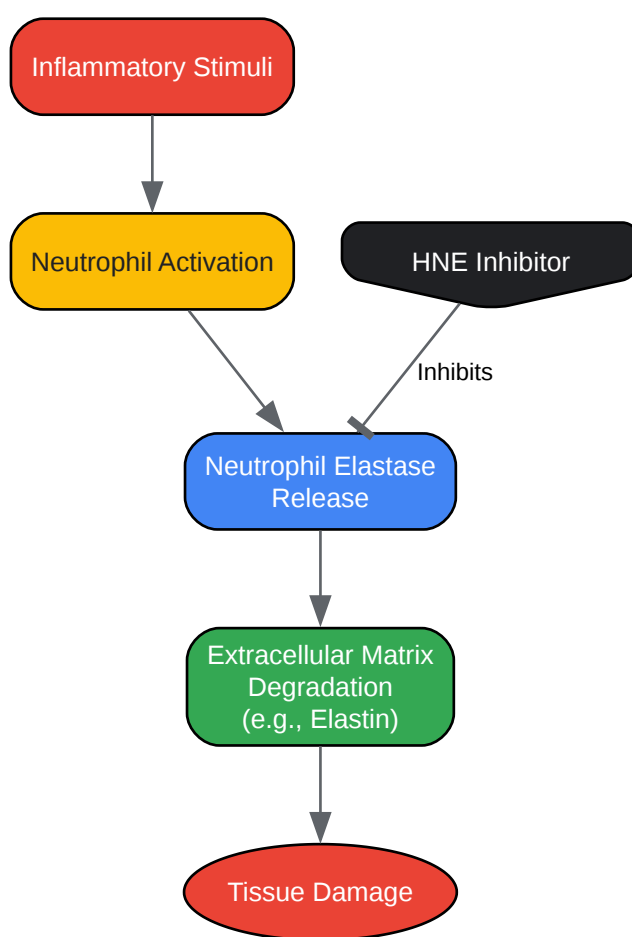 Inflammatory Stimuli
Neutrophil Activation
HNE Inhibitor
Inhibits
Neutrophil Elastase
Release
Extracellular Matrix
Degradation
(e.g., Elastin)
Tissue Damage